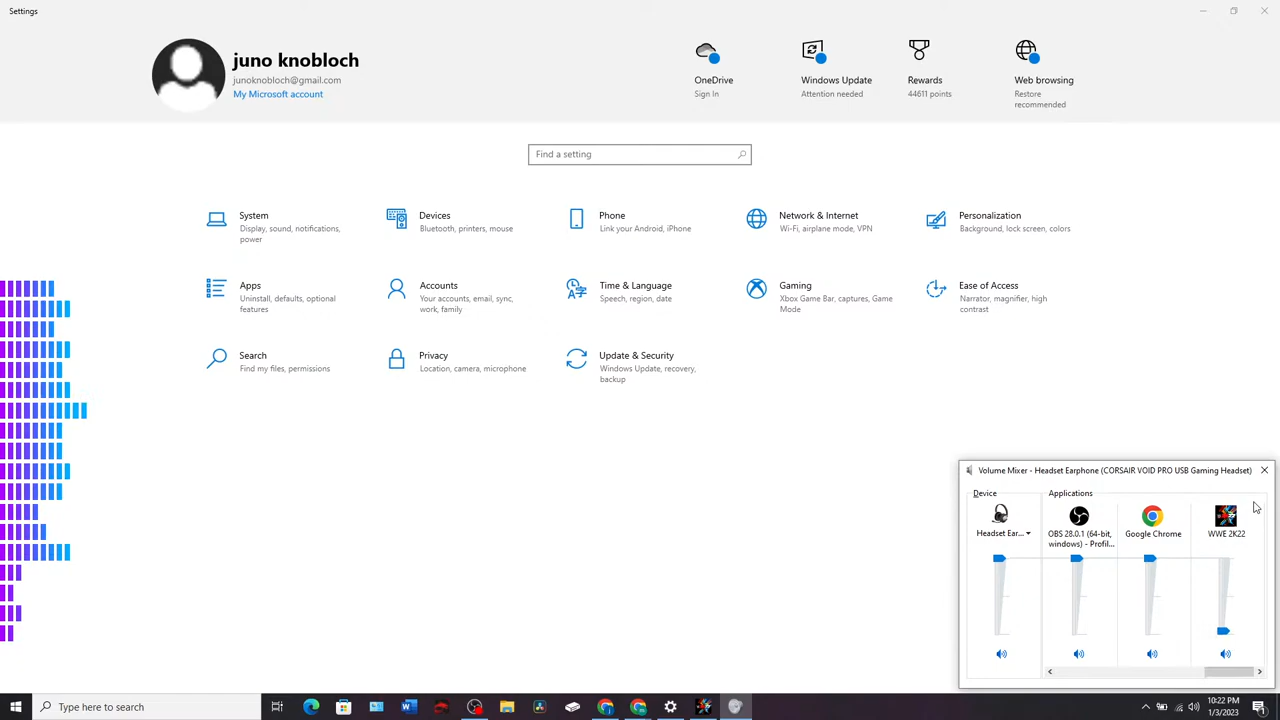 Settings
juno knobloch
junoknobloch@gmail.com
My Microsoft account
OneDrive
Sign In
Windows Update
Attention needed
Rewards
44611 points
Web browsing
Restore
recommended
Find a setting
System
Display, sound, notifications,
power
Devices
Bluetooth, printers, mouse
Phone
Link your Android, iPhone
Network & Internet
Wi-Fi, airplane mode, VPN
Personalization
Background, lock screen, colors
Apps
Uninstall, defaults, optional
features
Accounts
Your accounts, email, sync,
work, family
Time & Language
Speech, region, date
Gaming
Xbox Game Bar, captures, Game
Mode
Ease of Access
Narrator, magnifier, high
contrast
Search
Find my files, permissions
Privacy
Location, camera, microphone
Update & Security
Windows Update, recovery,
backup
Volume Mixer - Headset Earphone (CORSAIR VOID PRO USB Gaming Headset)
Device
Applications
Headset Ear...
OBS 28.0.1 (64-bit,
windows) - Profil...
Google Chrome
WWE 2K22
Type here to search
10:22 PM
1/3/2023